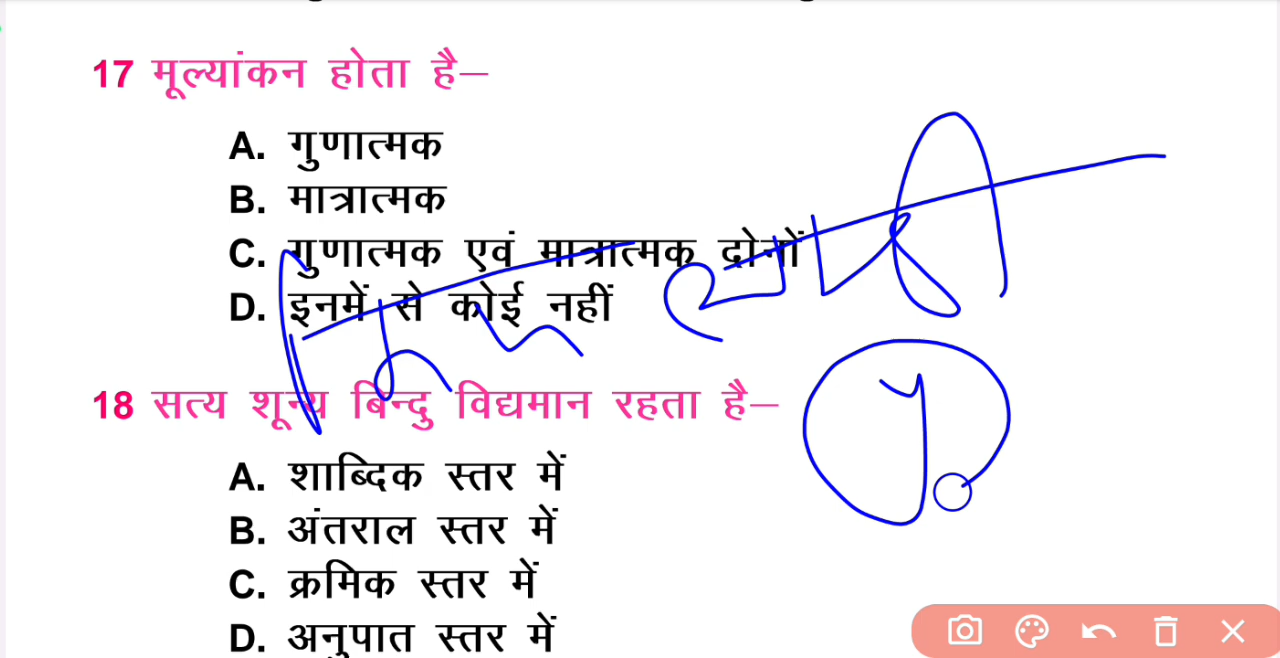 17 मूल्यांकन होता है–
A. गुणात्मक
B. मात्रात्मक
C. गुणात्मक एवं मात्रात्मक दोनों
D. इनमें से कोई नहीं
18 सत्य शून्य बिन्दु विद्यमान रहता है–
A. शाब्दिक स्तर में
B. अंतराल स्तर में
C. क्रमिक स्तर में
D. अनुपात स्तर में